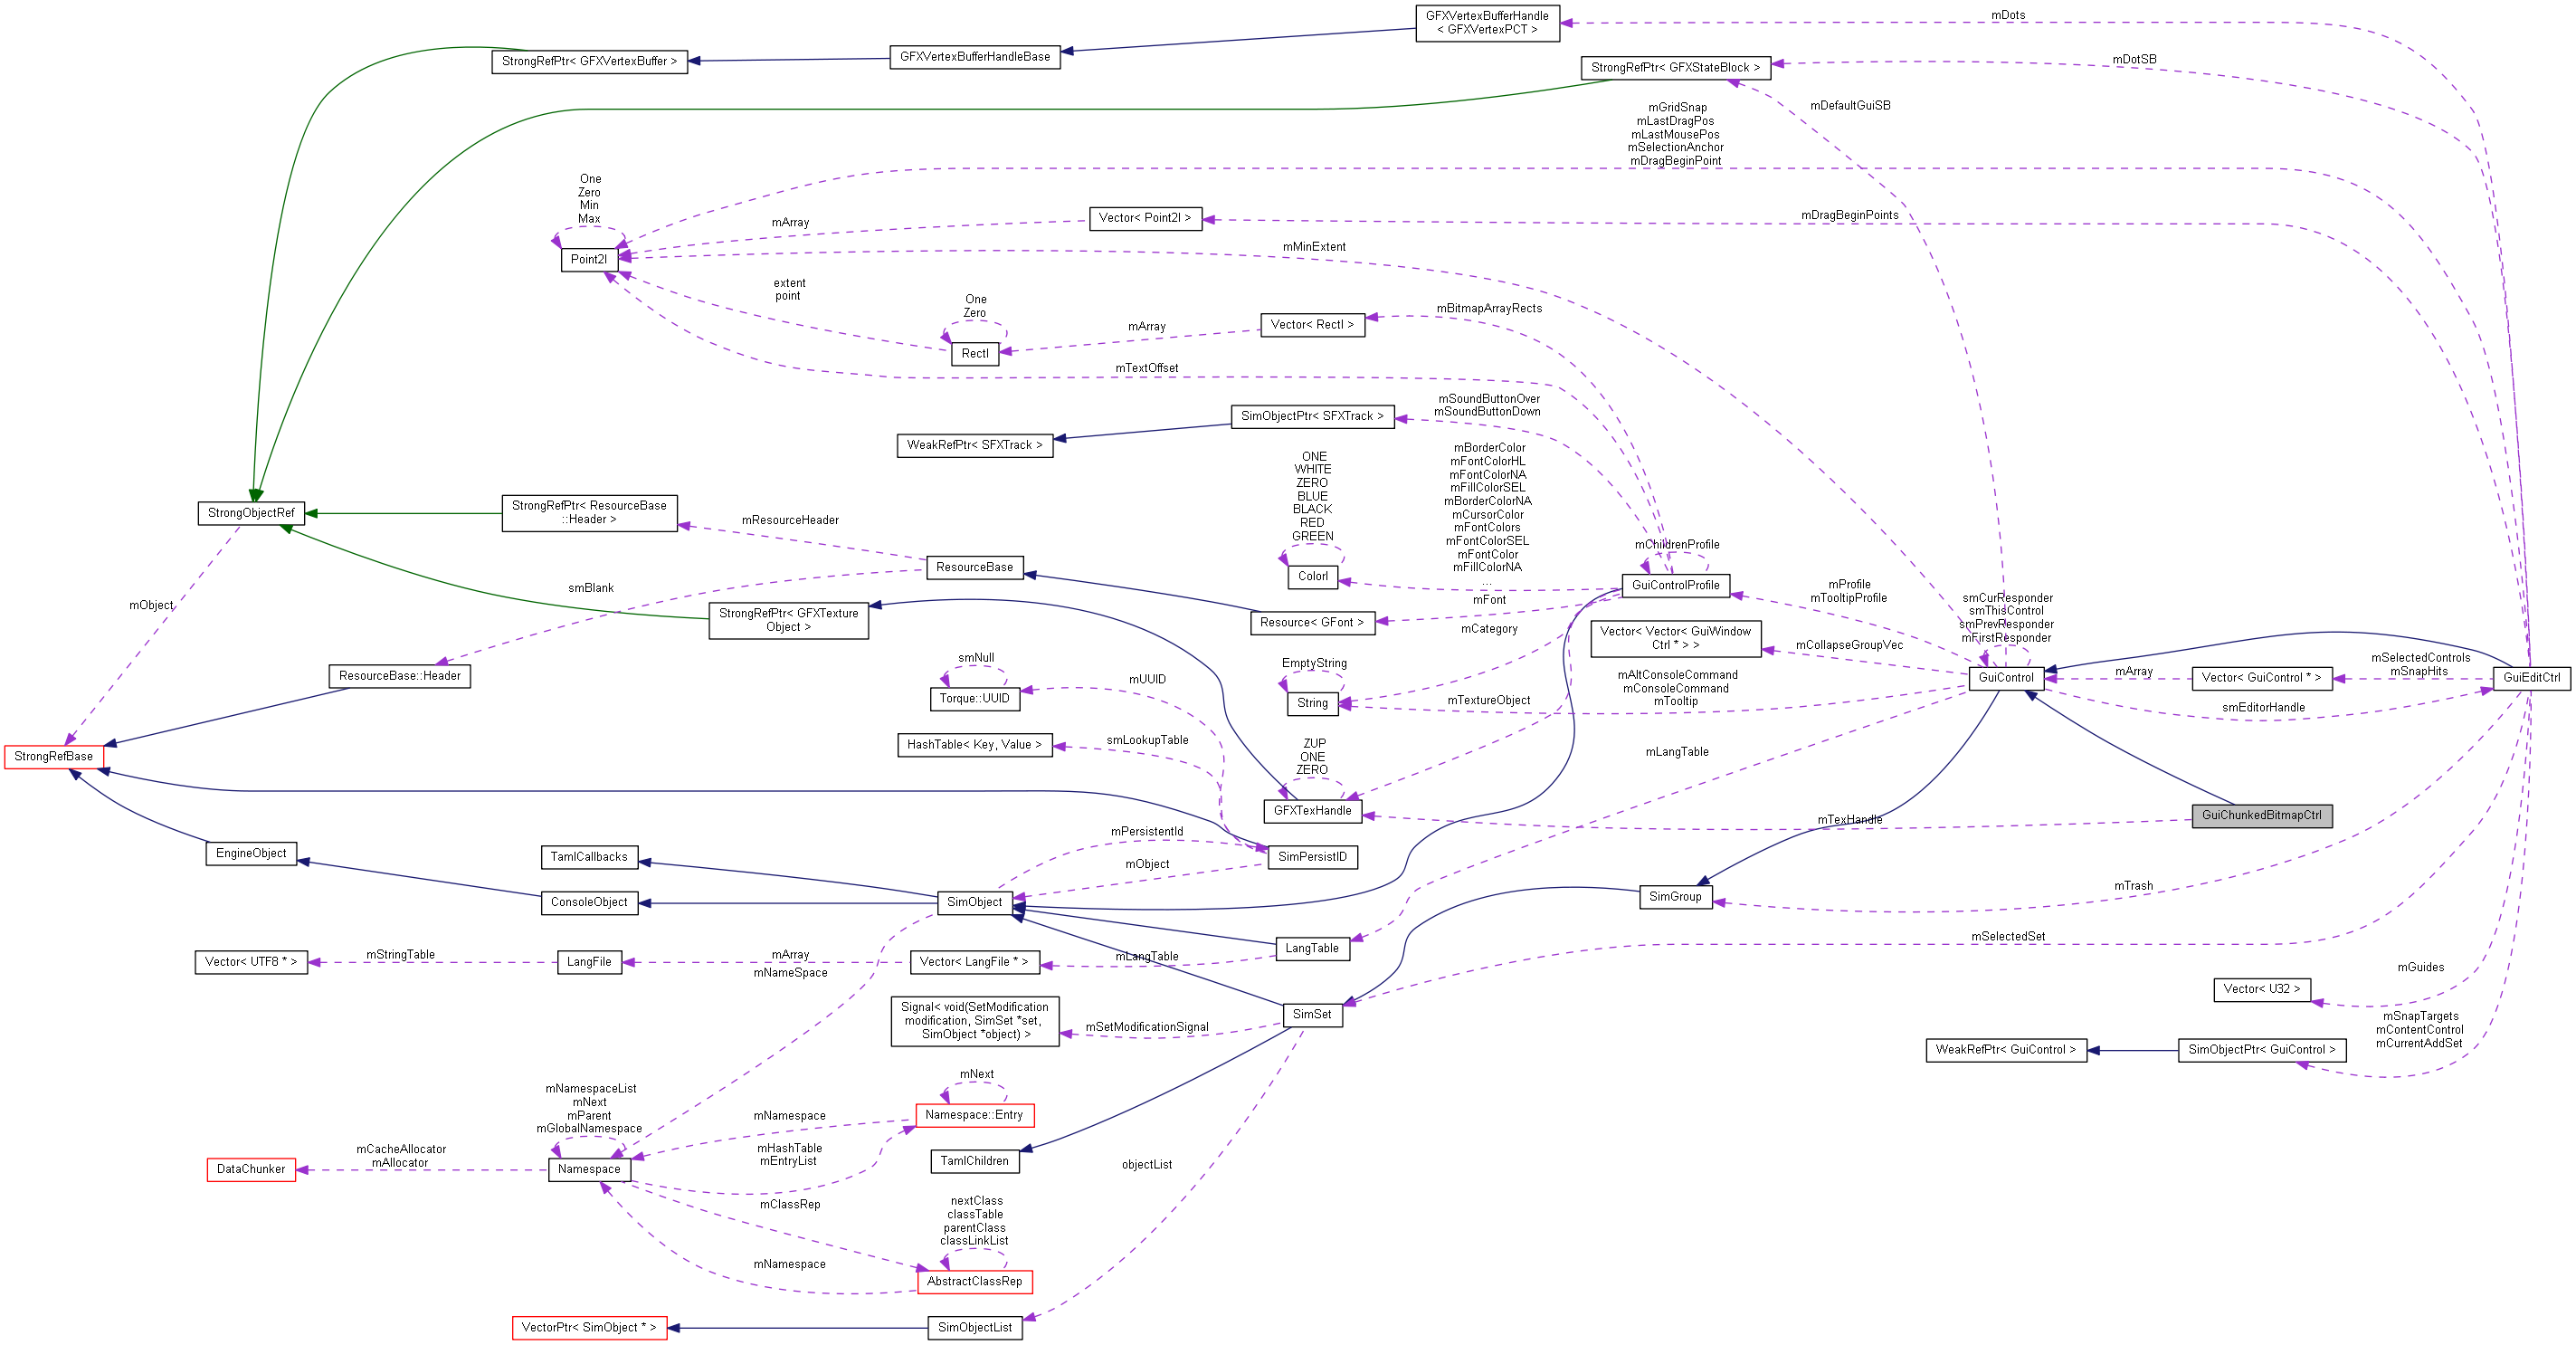 GFXVertexBufferHandle
< GFXVertexPCT >
mDots
StrongRefPtr< GFXVertexBuffer >
GFXVertexBufferHandleBase
StrongRefPtr< GFXStateBlock >
mDotSB
mDefaultGuiSB
mGridSnap
mLastDragPos
mLastMousePos
mSelectionAnchor
mDragBeginPoint
One
Zero
Min
Max
Point2I
mArray
Vector< Point2I >
mDragBeginPoints
mMinExtent
extent
point
One
Zero
RectI
mArray
Vector< RectI >
mBitmapArrayRects
mTextOffset
WeakRefPtr< SFXTrack >
SimObjectPtr< SFXTrack >
mSoundButtonOver
mSoundButtonDown
ONE
WHITE
ZERO
BLUE
BLACK
RED
GREEN
ColorI
mBorderColor
mFontColorHL
mFontColorNA
mFillColorSEL
mBorderColorNA
mCursorColor
mFontColors
mFontColorSEL
mFontColor
mFillColorNA
...
StrongObjectRef
StrongRefPtr< ResourceBase
::Header >
mResourceHeader
ResourceBase
mChildrenProfile
GuiControlProfile
mObject
smBlank
StrongRefPtr< GFXTexture
Object >
Resource< GFont >
mFont
mCategory
Vector< Vector< GuiWindow
Ctrl * > >
mCollapseGroupVec
mProfile
mTooltipProfile
smCurResponder
smThisControl
smPrevResponder
mFirstResponder
GuiControl
mArray
Vector< GuiControl * >
mSelectedControls
mSnapHits
GuiEditCtrl
smEditorHandle
ResourceBase::Header
smNull
Torque::UUID
mUUID
EmptyString
String
mTextureObject
mAltConsoleCommand
mConsoleCommand
mTooltip
StrongRefBase
HashTable< Key, Value >
smLookupTable
ZUP
ONE
ZERO
GFXTexHandle
mLangTable
mTexHandle
GuiChunkedBitmapCtrl
EngineObject
TamlCallbacks
mPersistentId
mObject
SimPersistID
ConsoleObject
SimObject
SimGroup
mTrash
Vector< UTF8 * >
mStringTable
LangFile
mArray
Vector< LangFile * >
mLangTable
LangTable
mSelectedSet
mNameSpace
mGuides
Vector< U32 >
Signal< void(SetModification
modification, SimSet *set,
SimObject *object) >
mSetModificationSignal
SimSet
mSnapTargets
mContentControl
mCurrentAddSet
WeakRefPtr< GuiControl >
SimObjectPtr< GuiControl >
mNamespaceList
mNext
mParent
mGlobalNamespace
mNext
Namespace::Entry
mNamespace
mHashTable
mEntryList
mCacheAllocator
mAllocator
DataChunker
Namespace
TamlChildren
objectList
mClassRep
nextClass
classTable
parentClass
classLinkList
mNamespace
AbstractClassRep
VectorPtr< SimObject * >
SimObjectList